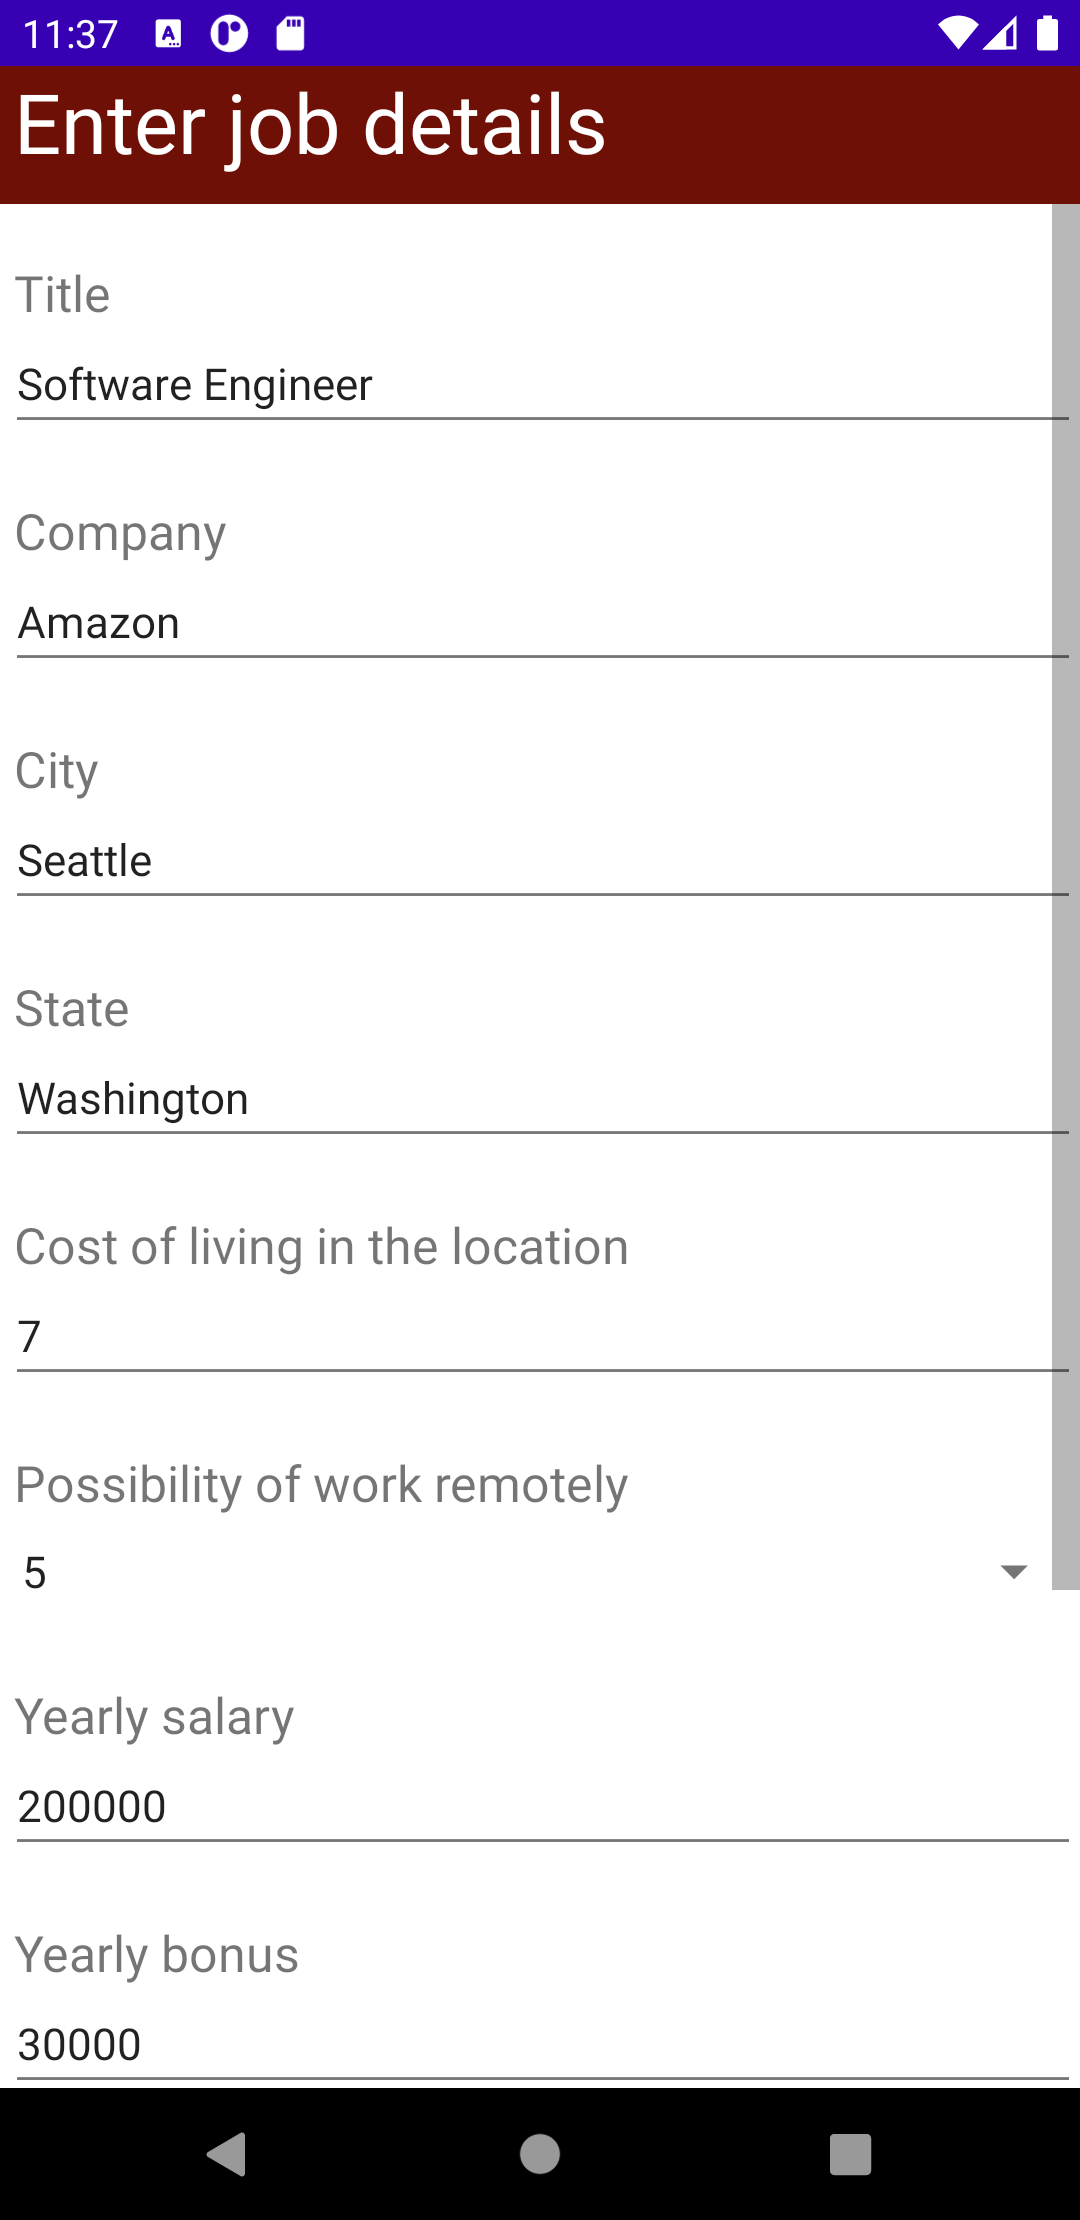 11:37
Enter job details
Title
Software Engineer
Company
Amazon
City
Seattle
State
Washington
Cost of living in the location
7
Possibility of work remotely
5
Yearly salary
200000
Yearly bonus
30000